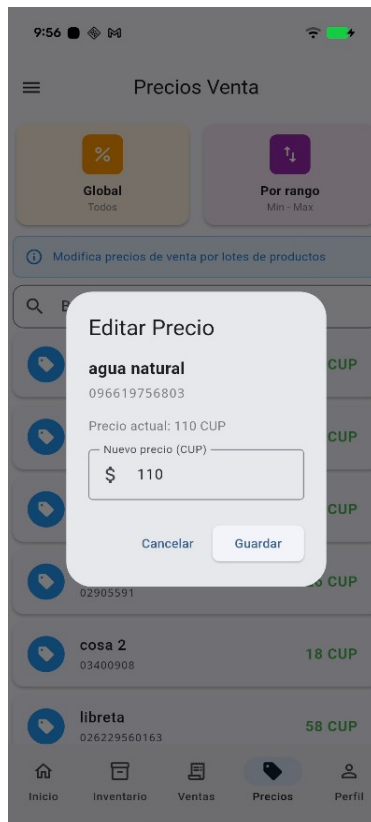 9:56
Precios Venta
Global
Todos
Por rango
Min - Max
Modifica precios de venta por lotes de productos
Editar Precio
agua natural
096619756803
Precio actual: 110 CUP
Nuevo precio (CUP)
$ 110
Cancelar
Guardar
CUP
CUP
CUP
CUP
02905591
cosa 2
03400908
18 CUP
libreta
026229560163
58 CUP
Inicio
Inventario
Ventas
Precios
Perfil